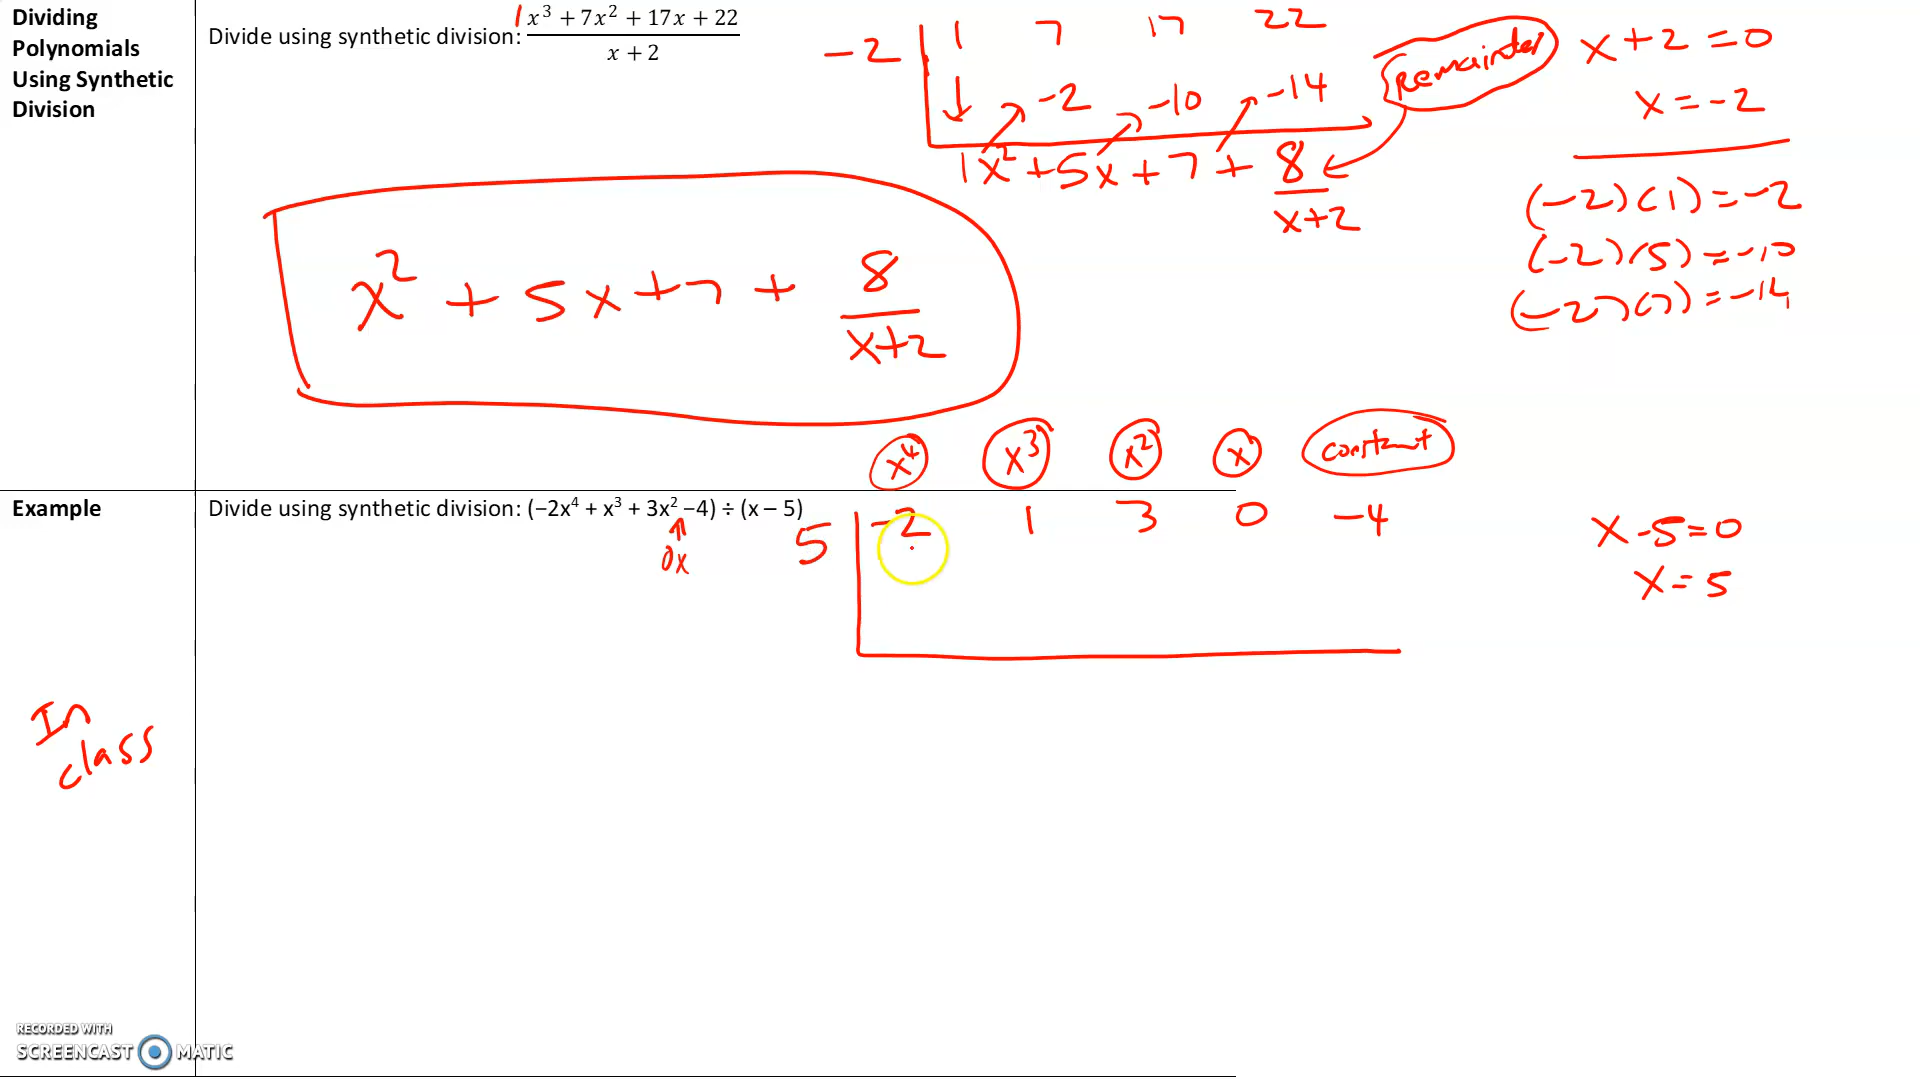 Dividing
Polynomials
Using Synthetic
Division
Divide using synthetic division: 1x³ + 7x² + 17x + 22
x + 2
-2 1 7 17 22
-2 -10 -14
1x² + 5x + 7 + 8
x+2
Remainder
x + 2 = 0
x = -2
(-2)(1) = -2
(-2)(5) = -10
(-2)(7) = -14
x² + 5x + 7 + 8
x+2
x⁴ x³ x² x constant
Example
Divide using synthetic division: (−2x⁴ + x³ + 3x² −4) ÷ (x − 5)
0x
5 -2 1 3 0 -4
x - 5 = 0
x = 5
In
class
RECORDED WITH
SCREENCAST MATIC